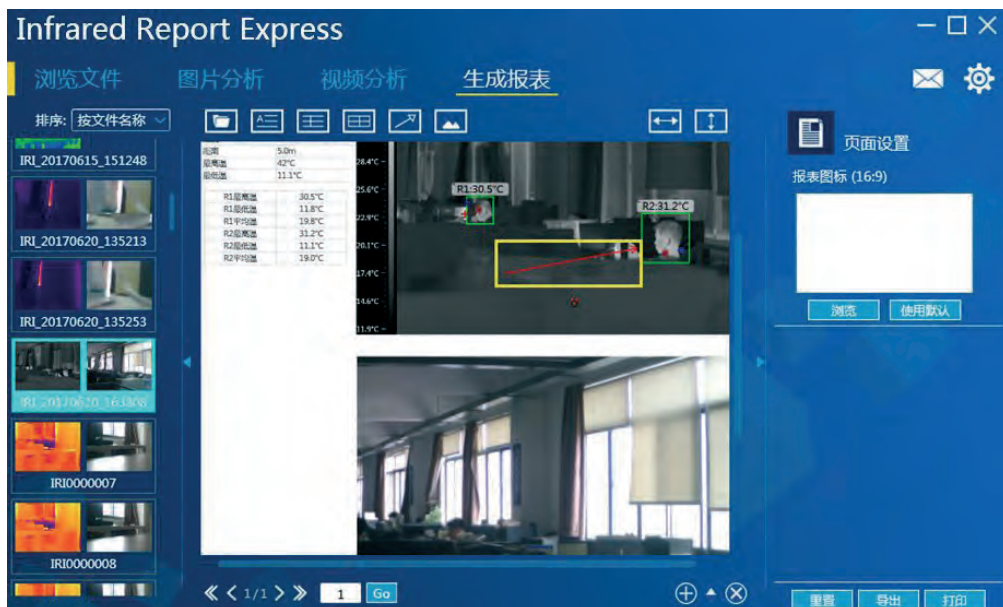 Infrared Report Express
浏览文件
图片分析
视频分析
生成报表
排序: 按文件名称
IRI_20170615_151248
IRI_20170620_135213
IRI_20170620_135253
IRI_20170620_163308
IRI0000007
IRI0000008
距离 5.0m
最高温 42°C
最低温 11.1°C
R1最高温 30.5°C
R1最低温 11.8°C
R1平均温 19.8°C
R2最高温 31.2°C
R2最低温 11.1°C
R2平均温 19.0°C
28.4°C
25.6°C
22.9°C
20.1°C
17.4°C
14.6°C
11.9°C
R1:30.5°C
R2:31.2°C
页面设置
报表图标 (16:9)
浏览
使用默认
1/1
1
Go
重置
导出
打印